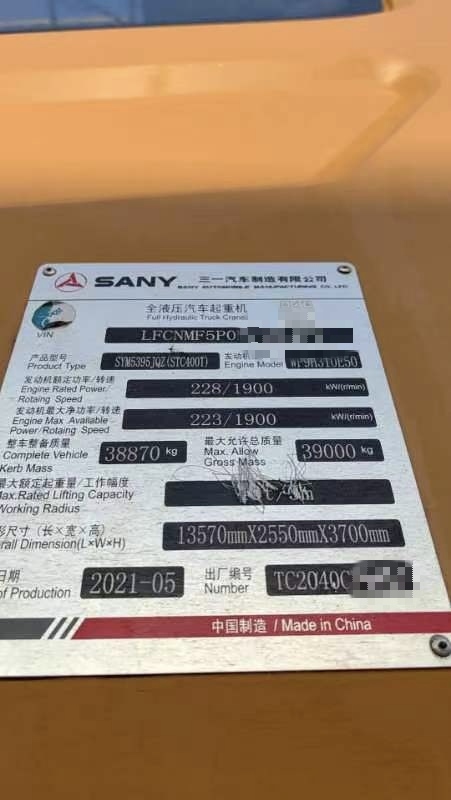 SANY 三一汽车制造有限公司
SANY AUTOMOBILE MANUFACTURING CO., LTD.
全液压汽车起重机
Full Hydraulic Truck Crane
VIN LFCNMF5P0
产品型号 SYM5395JQZ(STC400T) 发动机
Product Type Engine Model WP9H310E50
发动机额定功率/转速
Engine Rated Power/ 228/1900 kW/(r/min)
Rotaing Speed
发动机最大净功率/转速
Engine Max .Available 223/1900 kW/(r/min)
Power/Rotaing Speed
整车整备质量 最大允许总质量
Complete Vehicle 38870 kg Max. Allow 39000 kg
Kerb Mass Gross Mass
最大额定起重量/工作幅度
Max.Rated Lifting Capacity
Working Radius
形尺寸（长×宽×高） 13570mmX2550mmX3700mm
rall Dimension(L×W×H)
日期 2021-05 出厂编号 TC204QC
of Production Number
中国制造 / Made in China